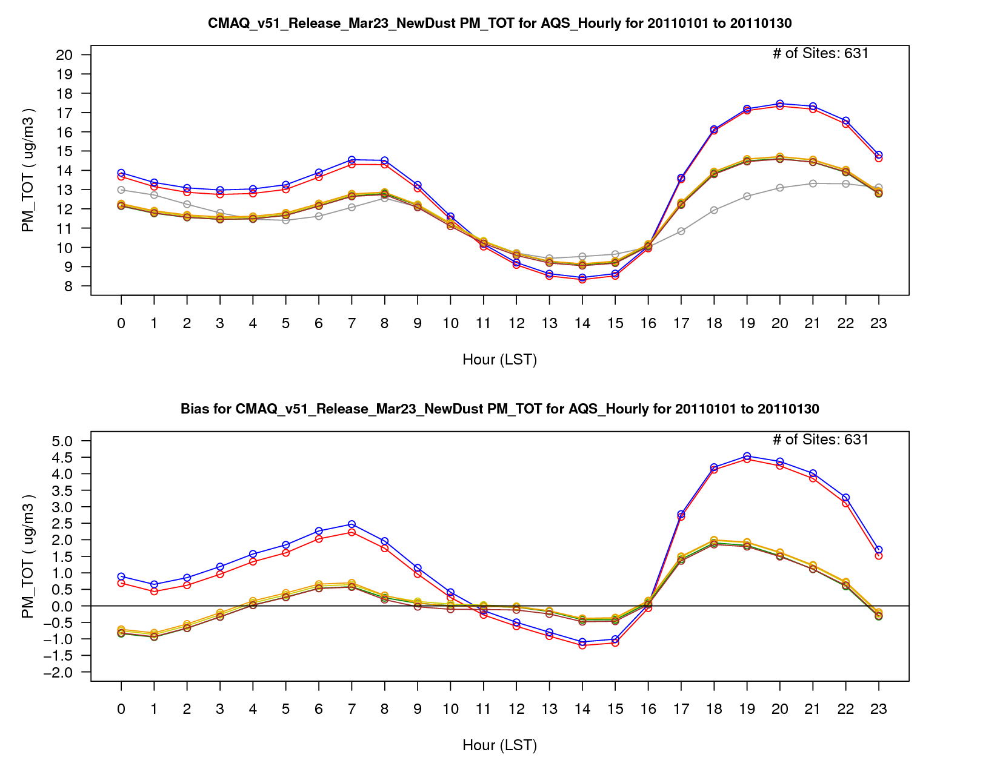 CMAQ_v51_Release_Mar23_NewDust PM_TOT for AQS_Hourly for 20110101 to 20110130
# of Sites: 631
PM_TOT ( ug/m3 )
20
19
18
17
16
15
14
13
12
11
10
9
8
0 1 2 3 4 5 6 7 8 9 10 11 12 13 14 15 16 17 18 19 20 21 22 23
Hour (LST)
Bias for CMAQ_v51_Release_Mar23_NewDust PM_TOT for AQS_Hourly for 20110101 to 20110130
# of Sites: 631
PM_TOT ( ug/m3 )
5.0
4.5
4.0
3.5
3.0
2.5
2.0
1.5
1.0
0.5
0.0
−0.5
−1.0
−1.5
−2.0
0 1 2 3 4 5 6 7 8 9 10 11 12 13 14 15 16 17 18 19 20 21 22 23
Hour (LST)